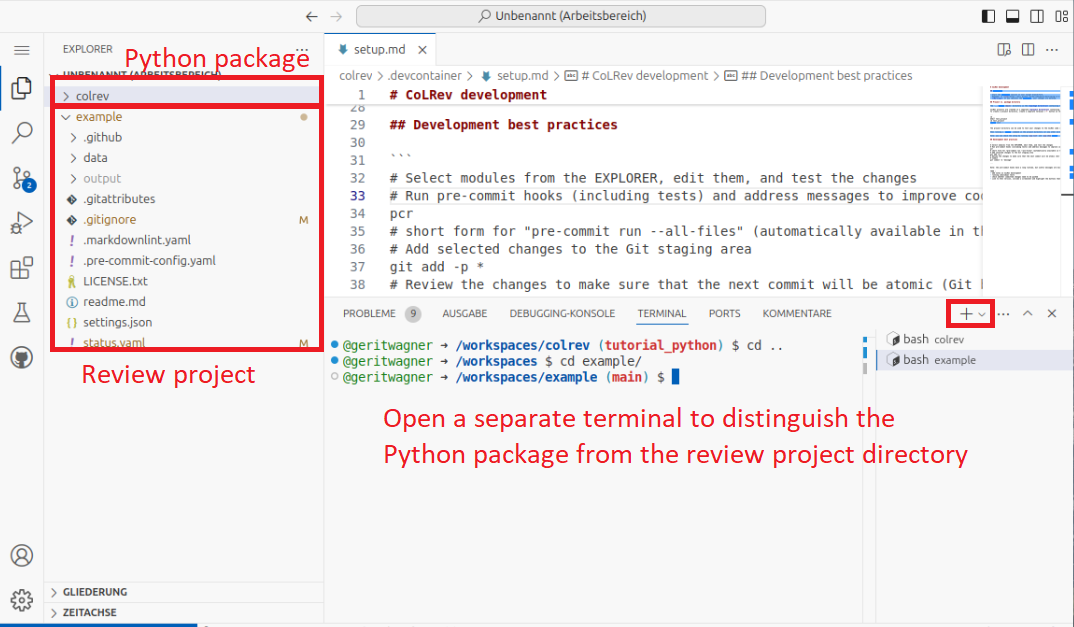 Unbenannt (Arbeitsbereich)
EXPLORER
...
Python package
UNBENANNT (ARBEITSBEREICH)
colrev
example
.github
data
output
.gitattributes
.gitignore M
.markdownlint.yaml
.pre-commit-config.yaml
LICENSE.txt
readme.md
settings.json
status.yaml M
Review project
2
GLIEDERUNG
ZEITACHSE
setup.md
colrev > .devcontainer > setup.md > # CoLRev development > ## Development best practices
1 # CoLRev development
28
29 ## Development best practices
30
31 ```
32 # Select modules from the EXPLORER, edit them, and test the changes
33 # Run pre-commit hooks (including tests) and address messages to improve co
34 pcr
35 # short form for "pre-commit run --all-files" (automatically available in th
36 # Add selected changes to the Git staging area
37 git add -p *
38 # Review the changes to make sure that the next commit will be atomic (Git
PROBLEME 9 AUSGABE DEBUGGING-KONSOLE TERMINAL PORTS KOMMENTARE
@geritwagner → /workspaces/colrev (tutorial_python) $ cd ..
@geritwagner → /workspaces $ cd example/
@geritwagner → /workspaces/example (main) $
bash colrev
bash example
Open a separate terminal to distinguish the
Python package from the review project directory